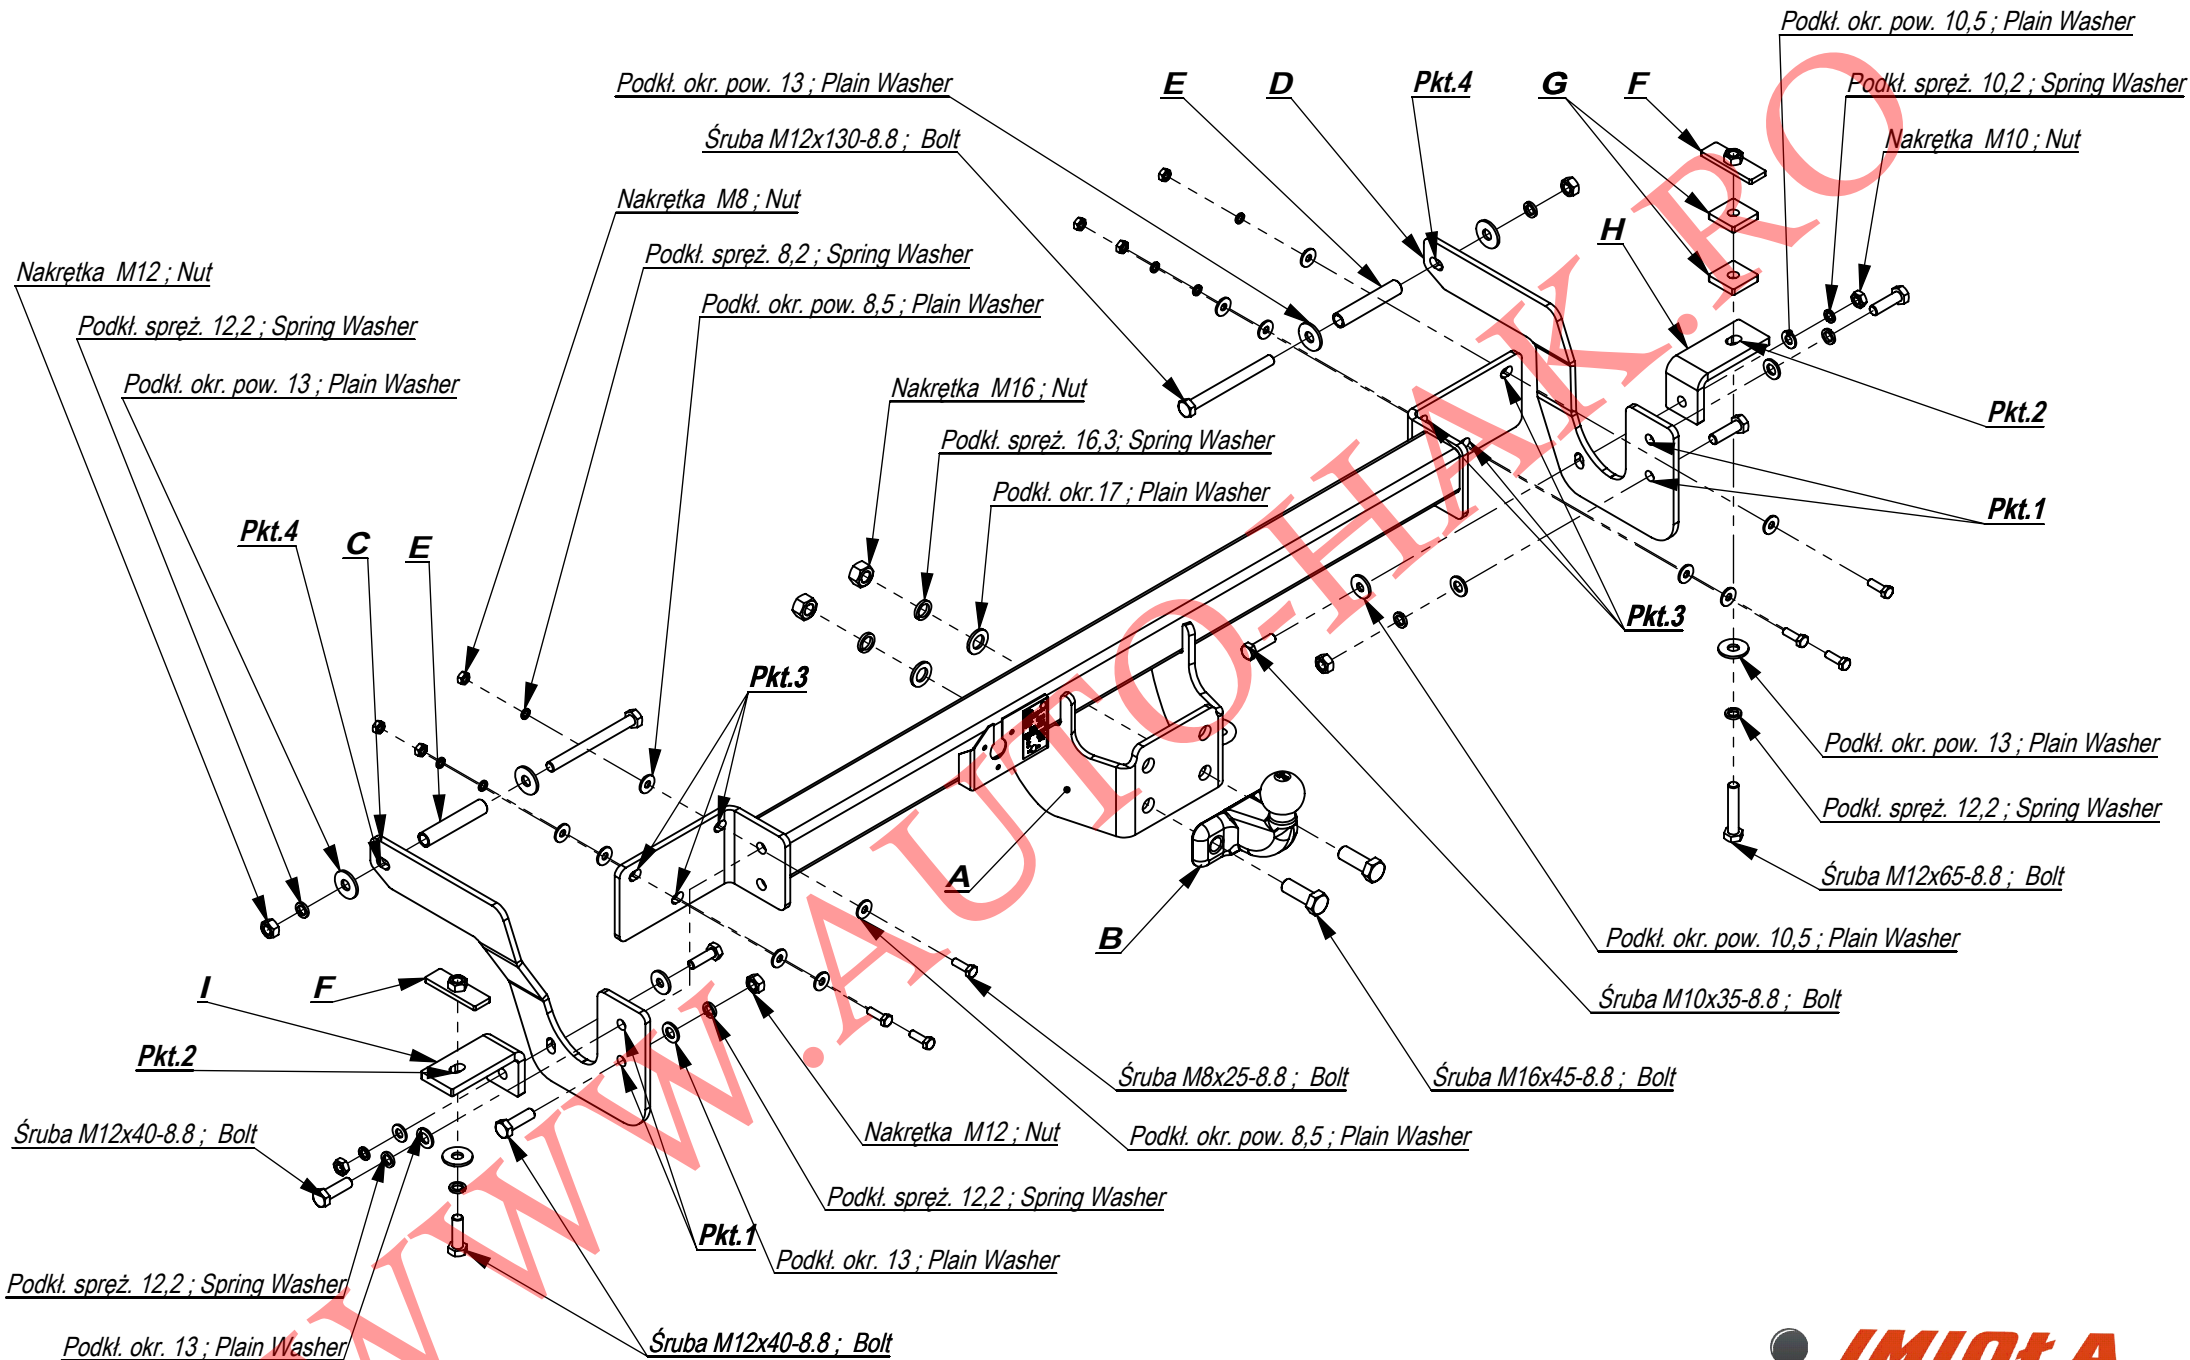 Podkł. okr. pow. 10,5 ; Plain Washer
Podkł. okr. pow. 13 ; Plain Washer
E
D
Pkt.4
G
F
Podkł. spręż. 10,2 ; Spring Washer
Śruba M12x130-8.8 ; Bolt
Nakrętka M10 ; Nut
Nakrętka M8 ; Nut
H
Podkł. spręż. 8,2 ; Spring Washer
Nakrętka M12 ; Nut
Podkł. okr. pow. 8,5 ; Plain Washer
Podkł. spręż. 12,2 ; Spring Washer
Podkł. okr. pow. 13 ; Plain Washer
Nakrętka M16 ; Nut
Pkt.2
Podkł. spręż. 16,3; Spring Washer
Podkł. okr.17 ; Plain Washer
Pkt.1
Pkt.4
C
E
Pkt.3
Pkt.3
Podkł. okr. pow. 13 ; Plain Washer
Podkł. spręż. 12,2 ; Spring Washer
A
Śruba M12x65-8.8 ; Bolt
B
Podkł. okr. pow. 10,5 ; Plain Washer
I
F
Śruba M10x35-8.8 ; Bolt
Pkt.2
Śruba M8x25-8.8 ; Bolt
Śruba M16x45-8.8 ; Bolt
Śruba M12x40-8.8 ; Bolt
Nakrętka M12 ; Nut
Podkł. okr. pow. 8,5 ; Plain Washer
Podkł. spręż. 12,2 ; Spring Washer
Pkt.1
Podkł. okr. 13 ; Plain Washer
Podkł. spręż. 12,2 ; Spring Washer
Podkł. okr. 13 ; Plain Washer
Śruba M12x40-8.8 ; Bolt
IMIOŁA
WWW.AUTO-HAK.RO